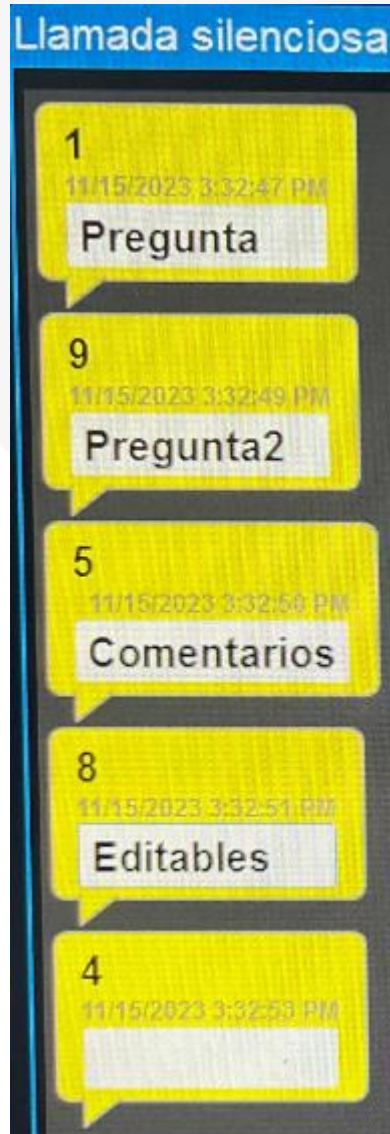 Llamada silenciosa
1
11/15/2023 3:32:47 PM
Pregunta
9
11/15/2023 3:32:49 PM
Pregunta2
5
11/15/2023 3:32:50 PM
Comentarios
8
11/15/2023 3:32:51 PM
Editables
4
11/15/2023 3:32:53 PM